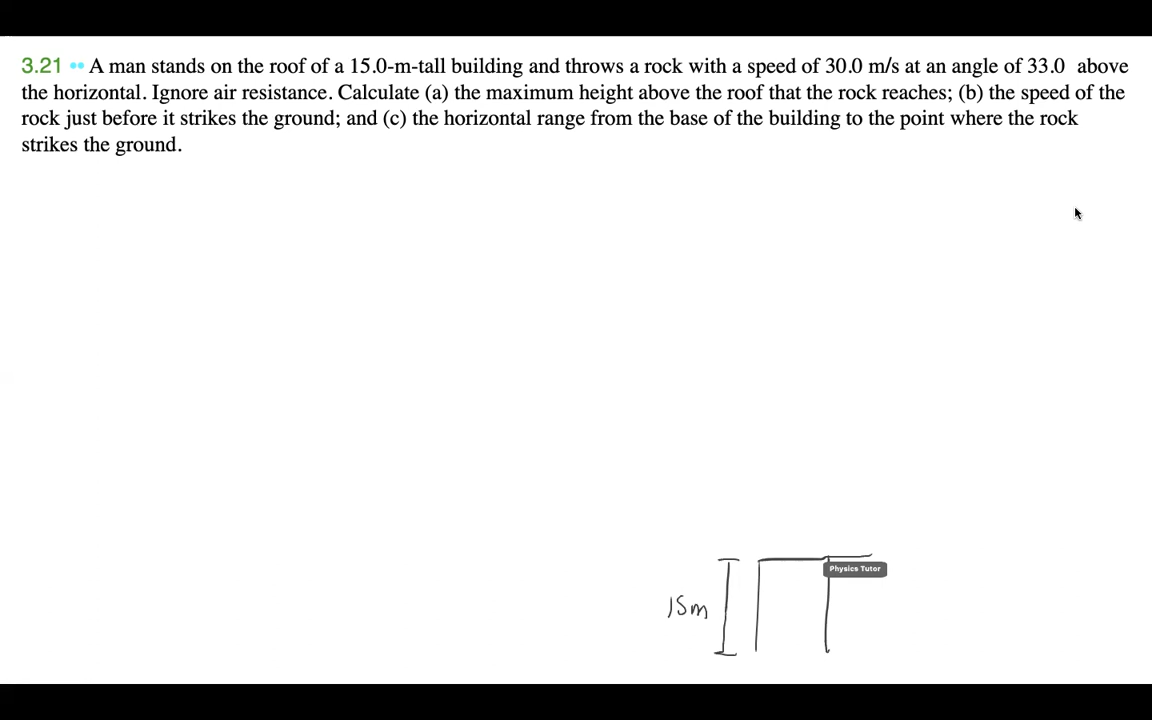 3.21 •• A man stands on the roof of a 15.0-m-tall building and throws a rock with a speed of 30.0 m/s at an angle of 33.0  above
the horizontal. Ignore air resistance. Calculate (a) the maximum height above the roof that the rock reaches; (b) the speed of the
rock just before it strikes the ground; and (c) the horizontal range from the base of the building to the point where the rock
strikes the ground.
Physics Tutor
15m